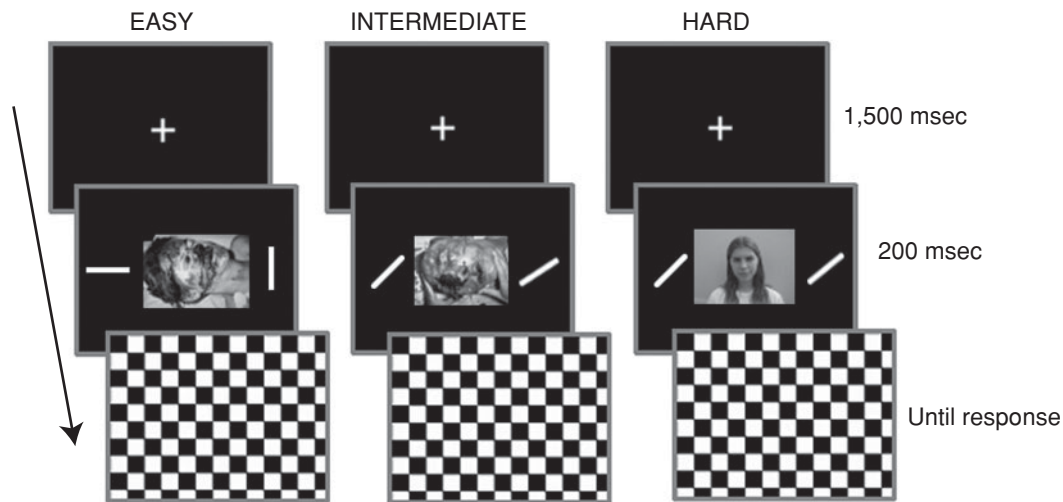 EASY
INTERMEDIATE
HARD
1,500 msec
200 msec
Until response